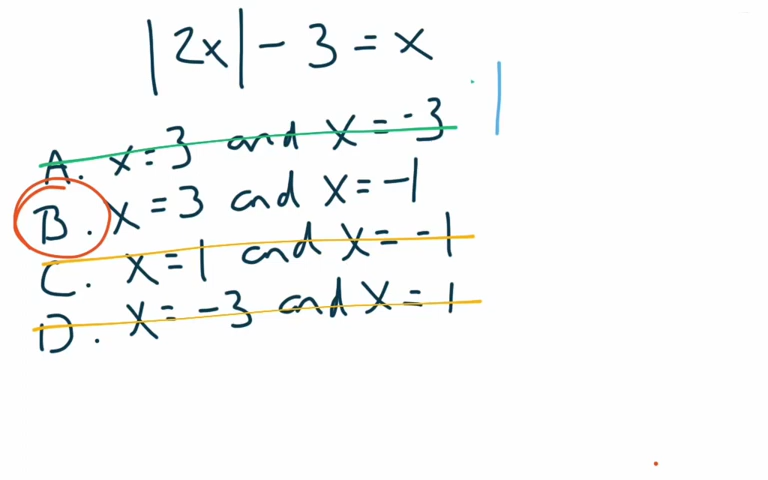 |2x| - 3 = x
A. x = 3 and x = -3
B. x = 3 and x = -1
C. x = 1 and x = -1
D. x = -3 and x = 1